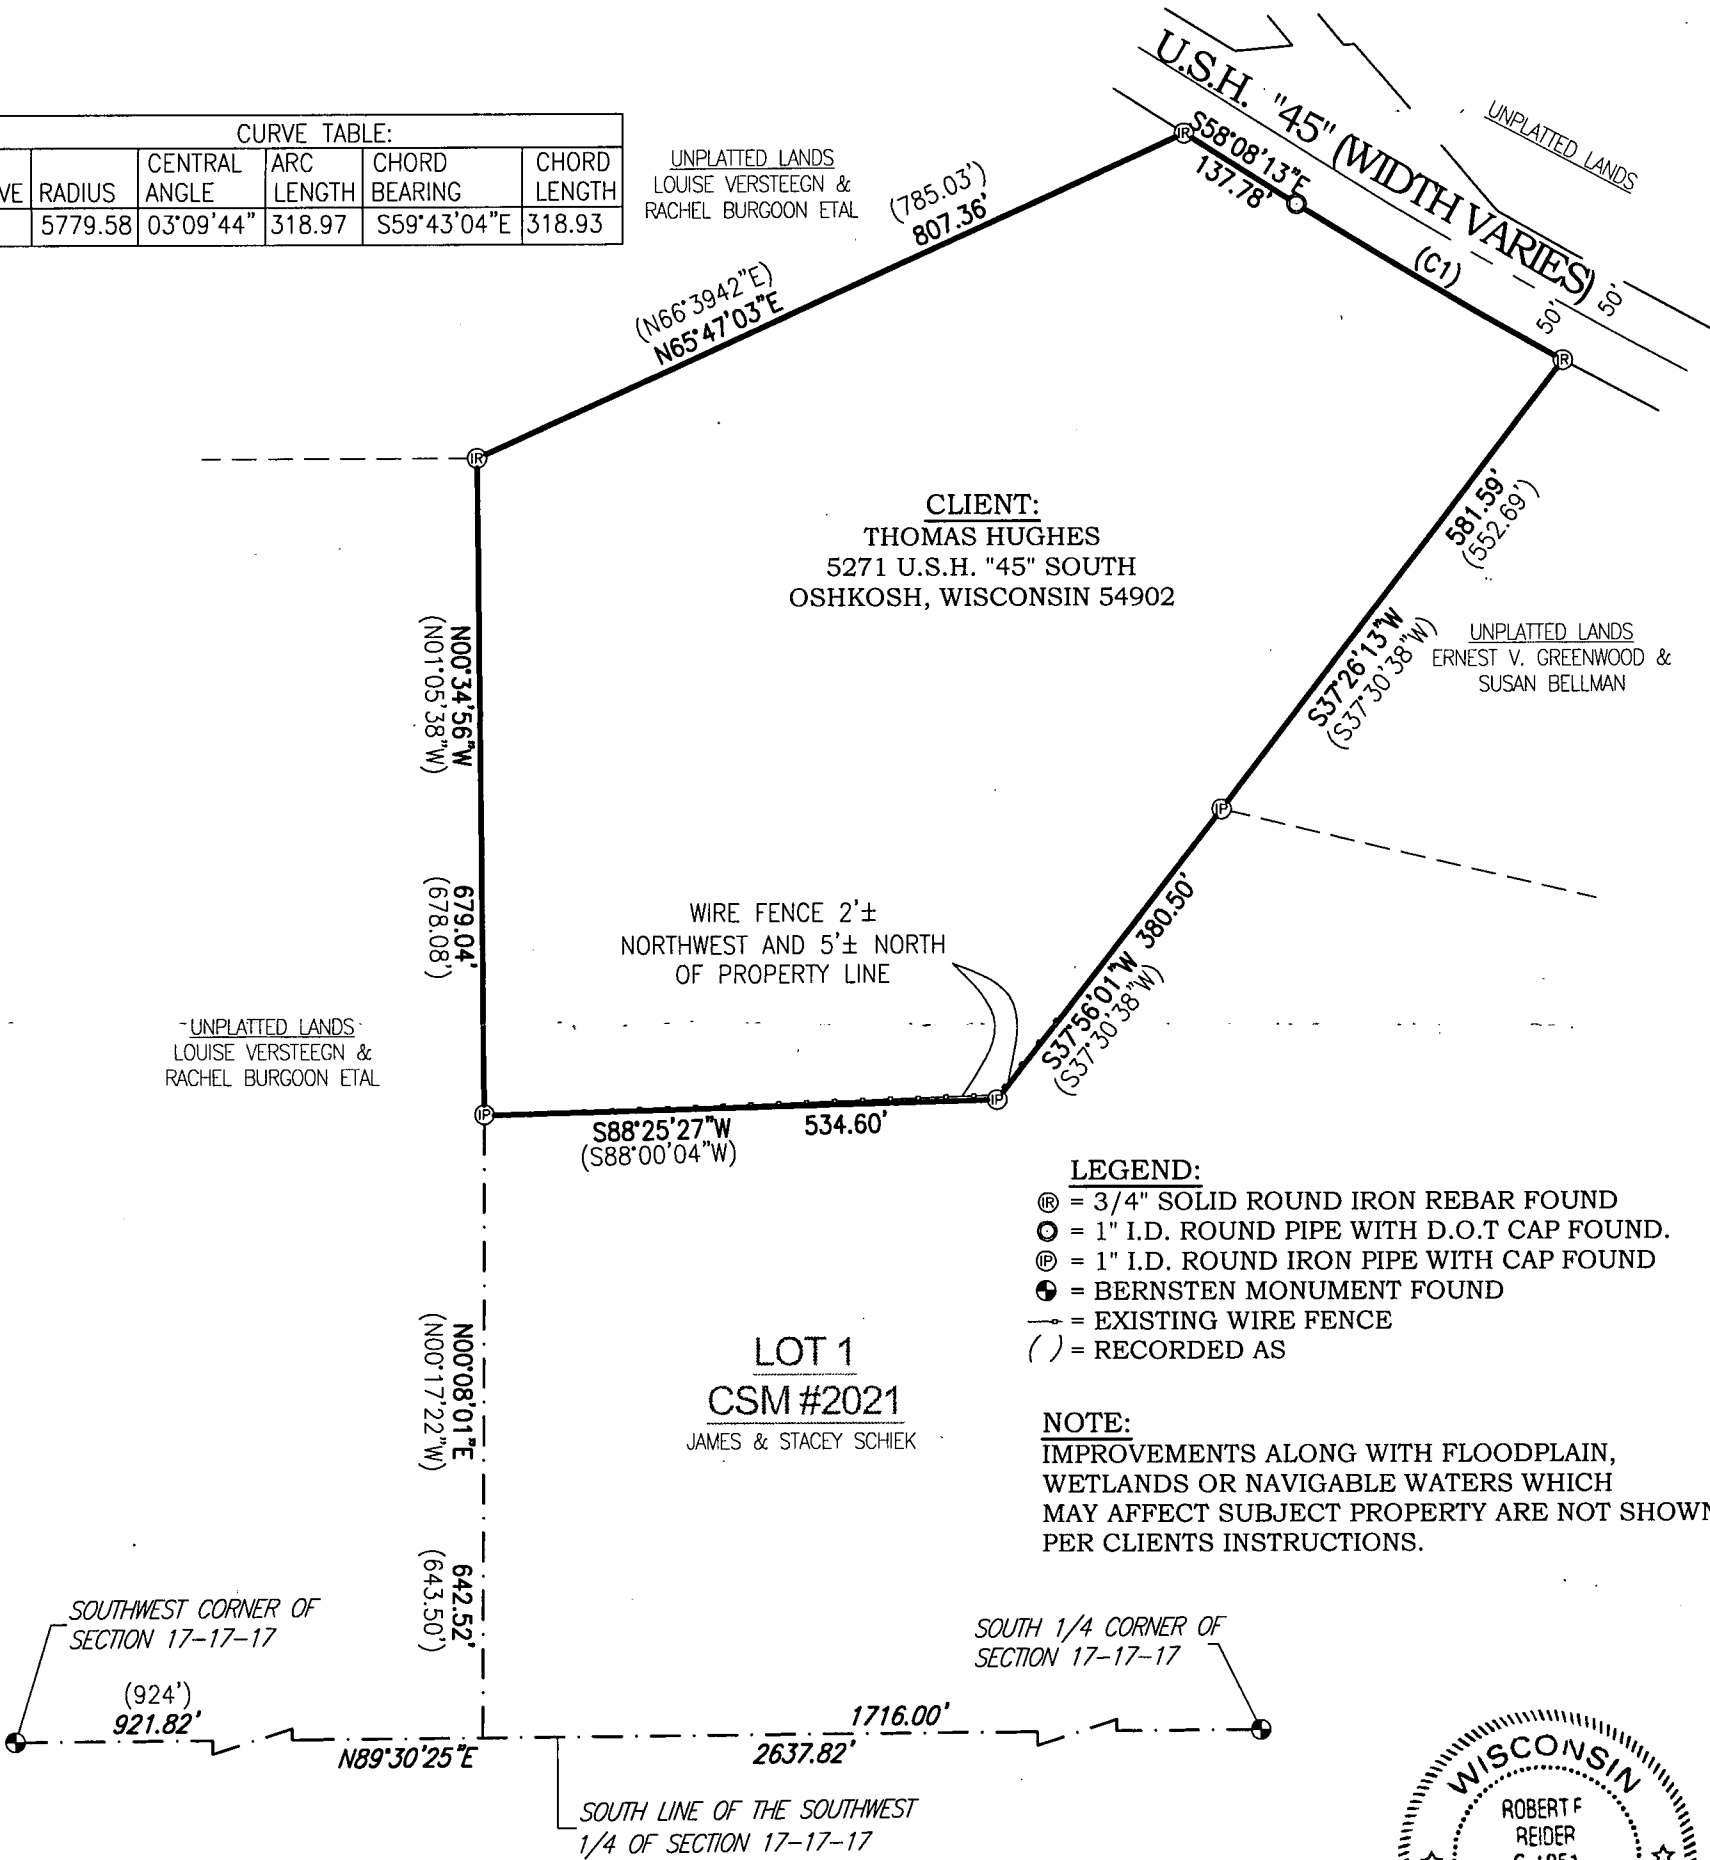 CURVE TABLE:
VE RADIUS CENTRAL ANGLE ARC LENGTH CHORD BEARING CHORD LENGTH
5779.58 03°09'44" 318.97 S59°43'04"E 318.93
UNPLATTED LANDS
LOUISE VERSTEEGN &
RACHEL BURGOON ETAL
(785.03')
807.36'
(N66°3942"E)
N65°47'03"E
U.S.H. "45" (WIDTH VARIES)
S58°08'13"E
137.78'
(C1)
50'
50'
UNPLATTED LANDS
CLIENT:
THOMAS HUGHES
5271 U.S.H. "45" SOUTH
OSHKOSH, WISCONSIN 54902
581.59'
(552.69')
S37°26'13"W
(S37°30'38"W)
UNPLATTED LANDS
ERNEST V. GREENWOOD &
SUSAN BELLMAN
N00°34'56"W
(N01°05'38"W)
679.04'
(678.08')
WIRE FENCE 2'±
NORTHWEST AND 5'± NORTH
OF PROPERTY LINE
S37°56'01"W 380.50'
(S37°30'38"W)
UNPLATTED LANDS
LOUISE VERSTEEGN &
RACHEL BURGOON ETAL
IR
IR
IR
IP
IP
IP
S88°25'27"W 534.60'
(S88°00'04"W)
LEGEND:
IR = 3/4" SOLID ROUND IRON REBAR FOUND
= 1" I.D. ROUND PIPE WITH D.O.T CAP FOUND.
IP = 1" I.D. ROUND IRON PIPE WITH CAP FOUND
= BERNSTEN MONUMENT FOUND
= EXISTING WIRE FENCE
( ) = RECORDED AS
N00°08'01"E
(N00°17'22"W)
642.52'
(643.50')
LOT 1
CSM #2021
JAMES & STACEY SCHIEK
NOTE:
IMPROVEMENTS ALONG WITH FLOODPLAIN,
WETLANDS OR NAVIGABLE WATERS WHICH
MAY AFFECT SUBJECT PROPERTY ARE NOT SHOWN
PER CLIENTS INSTRUCTIONS.
SOUTHWEST CORNER OF
SECTION 17-17-17
SOUTH 1/4 CORNER OF
SECTION 17-17-17
(924')
921.82'
N89°30'25"E
1716.00'
2637.82'
SOUTH LINE OF THE SOUTHWEST
1/4 OF SECTION 17-17-17
WISCONSIN
ROBERT F
REIDER